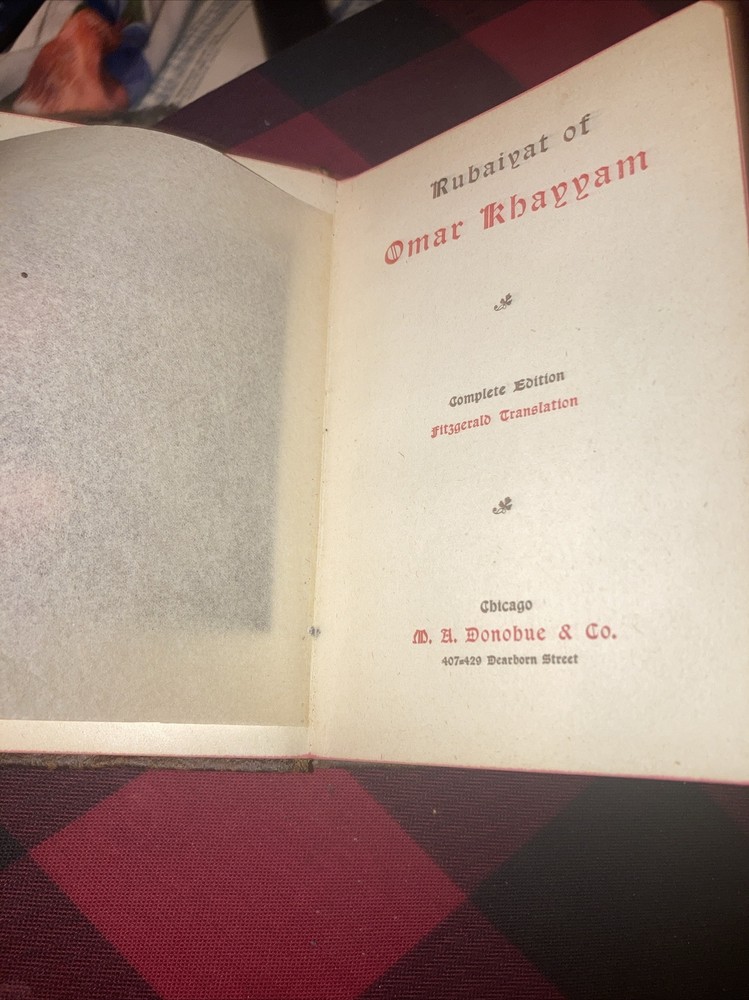 Rubaiyat of
Omar Khayyam
Complete Edition
Fitzgerald Translation
Chicago
M. A. Donohue & Co.
407-429 Dearborn Street